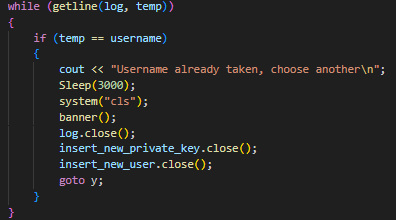 while (getline(log, temp))
{
if (temp == username)
{
cout << "Username already taken, choose another\n";
Sleep(3000);
system("cls");
banner();
log.close();
insert_new_private_key.close();
insert_new_user.close();
goto y;
}
}